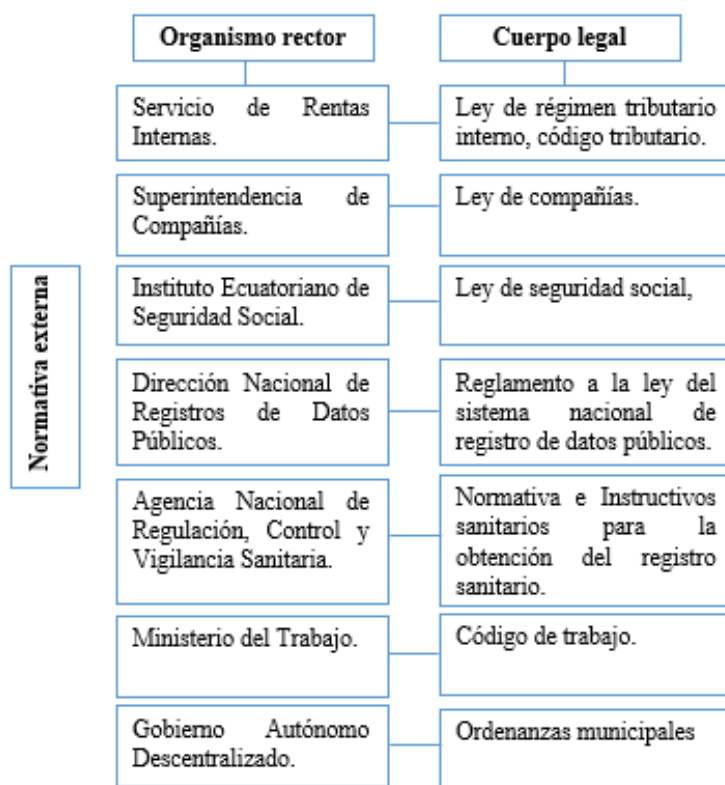 Organismo rector
Cuerpo legal
Normativa externa
Servicio de Rentas
Internas.
Ley de régimen tributario
interno, código tributario.
Superintendencia de
Compañías.
Ley de compañías.
Instituto Ecuatoriano de
Seguridad Social.
Ley de seguridad social,
Dirección Nacional de
Registros de Datos
Públicos.
Reglamento a la ley del
sistema nacional de
registro de datos públicos.
Agencia Nacional de
Regulación, Control y
Vigilancia Sanitaria.
Normativa e Instructivos
sanitarios para la
obtención del registro
sanitario.
Ministerio del Trabajo.
Código de trabajo.
Gobierno Autónomo
Descentralizado.
Ordenanzas municipales